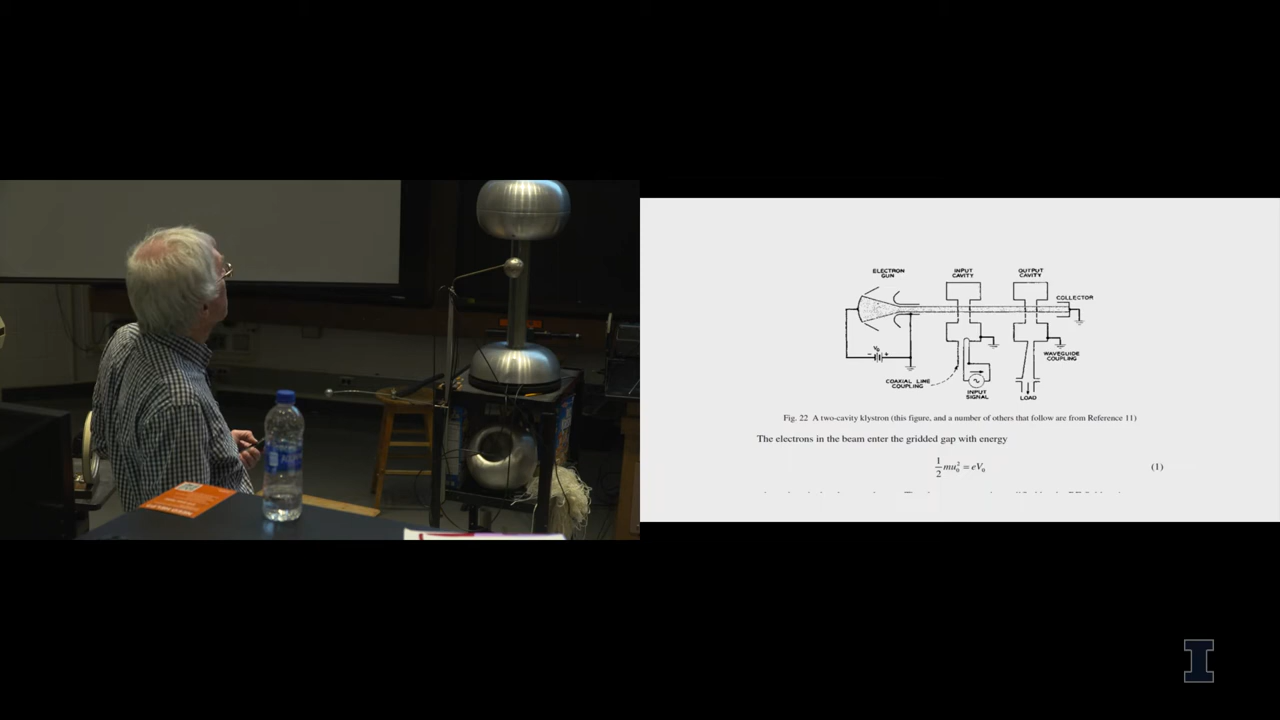 ELECTRON
GUN
INPUT
CAVITY
OUTPUT
CAVITY
COLLECTOR
V₀
- +
COAXIAL LINE
COUPLING
INPUT
SIGNAL
WAVEGUIDE
COUPLING
LOAD
Fig. 22 A two-cavity klystron (this figure, and a number of others that follow are from Reference 11)
The electrons in the beam enter the gridded gap with energy
1/2 mu₀² = eV₀ (1)
I